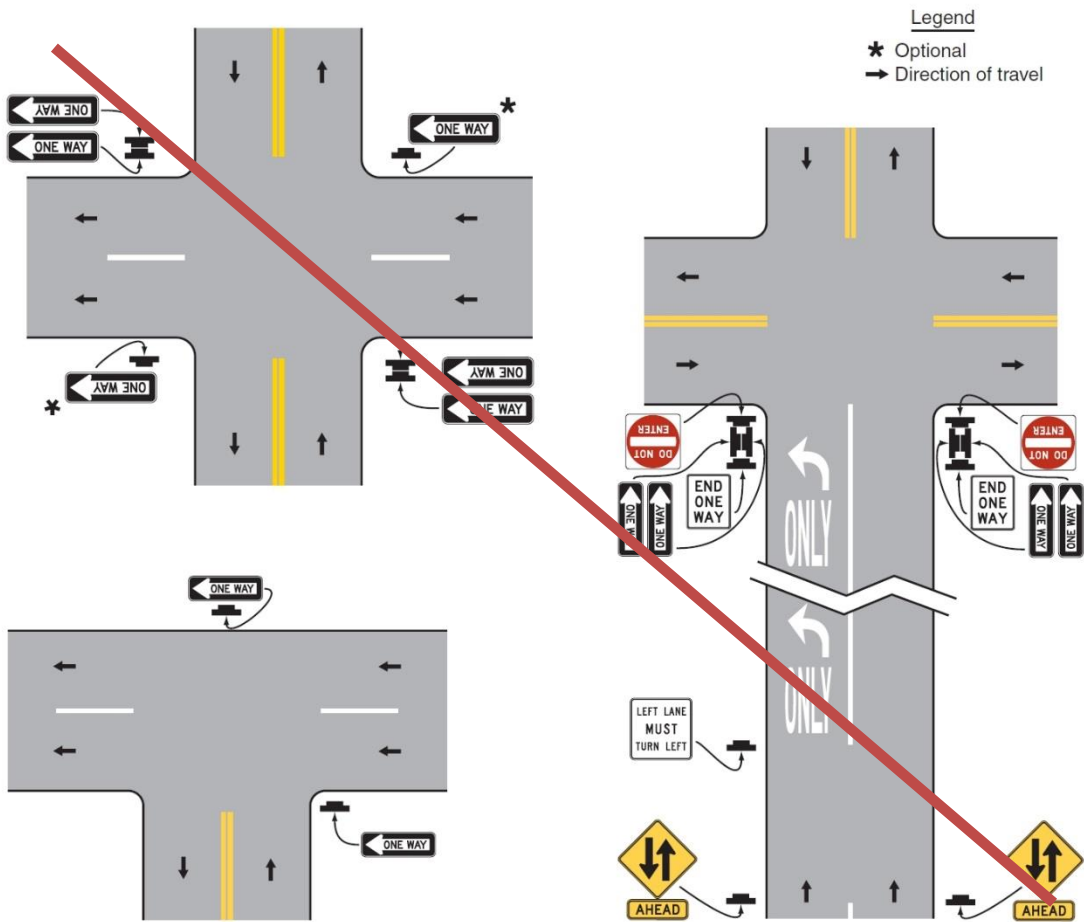 Legend
* Optional
Direction of travel
ONE WAY
ONE WAY
ONE WAY *
* ONE WAY
ONE WAY
ONE WAY
DO NOT
ENTER
ONE WAY
ONE WAY
END
ONE
WAY
DO NOT
ENTER
END
ONE
WAY
ONE WAY
ONE WAY
ONLY
ONLY
ONE WAY
ONE WAY
LEFT LANE
MUST
TURN LEFT
AHEAD
AHEAD